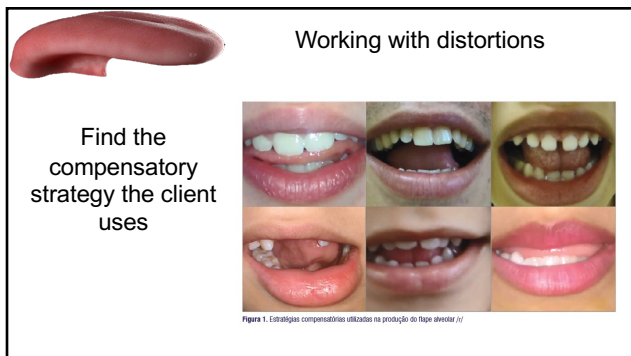 Working with distortions
Find the
compensatory
strategy the client
uses
Figura 1. Estratégias compensatórias utilizadas na produção do flape alveolar /r/